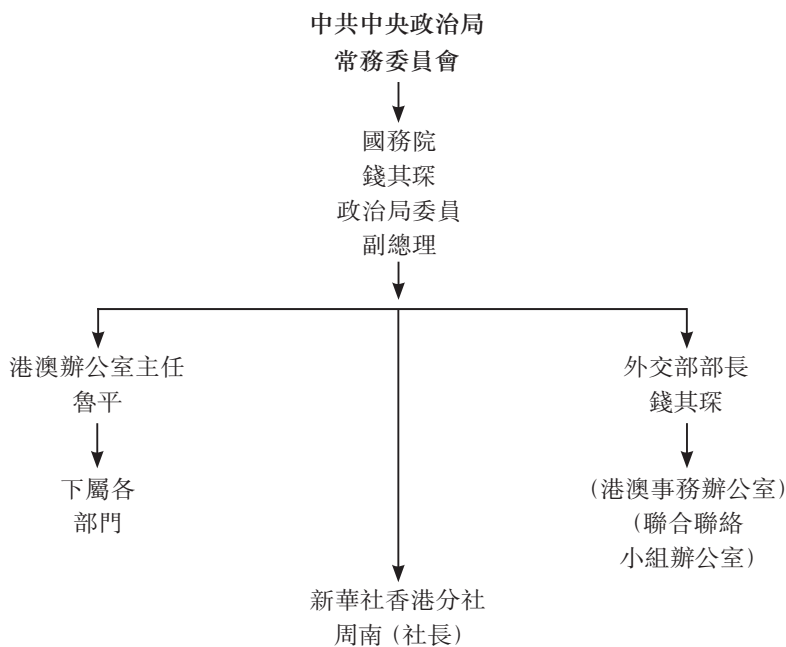 中共中央政治局
常務委員會
國務院
錢其琛
政治局委員
副總理
港澳辦公室主任
魯平
下屬各
部門
外交部部長
錢其琛
(港澳事務辦公室)
(聯合聯絡
小組辦公室)
新華社香港分社
周南 (社長)